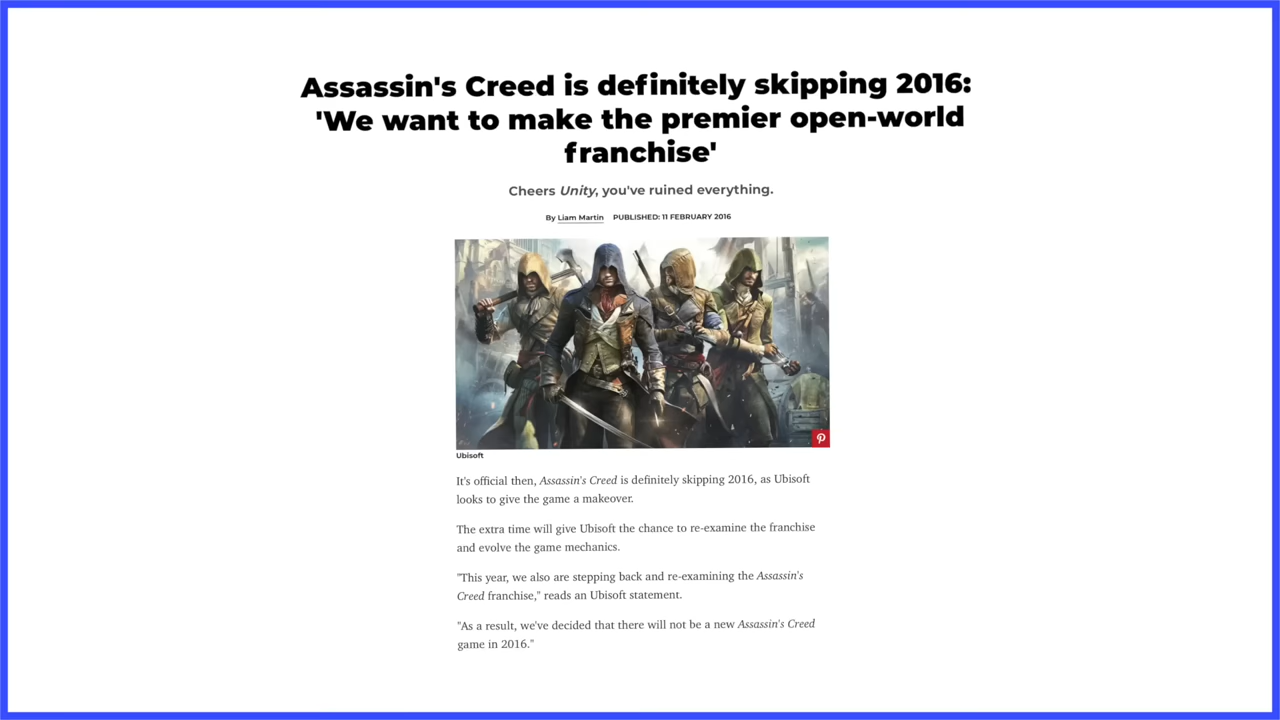 Assassin's Creed is definitely skipping 2016:
'We want to make the premier open-world
franchise'
Cheers Unity, you've ruined everything.
By Liam Martin PUBLISHED: 11 FEBRUARY 2016
Ubisoft
It's official then, Assassin's Creed is definitely skipping 2016, as Ubisoft
looks to give the game a makeover.
The extra time will give Ubisoft the chance to re-examine the franchise
and evolve the game mechanics.
"This year, we also are stepping back and re-examining the Assassin's
Creed franchise," reads an Ubisoft statement.
"As a result, we've decided that there will not be a new Assassin's Creed
game in 2016."